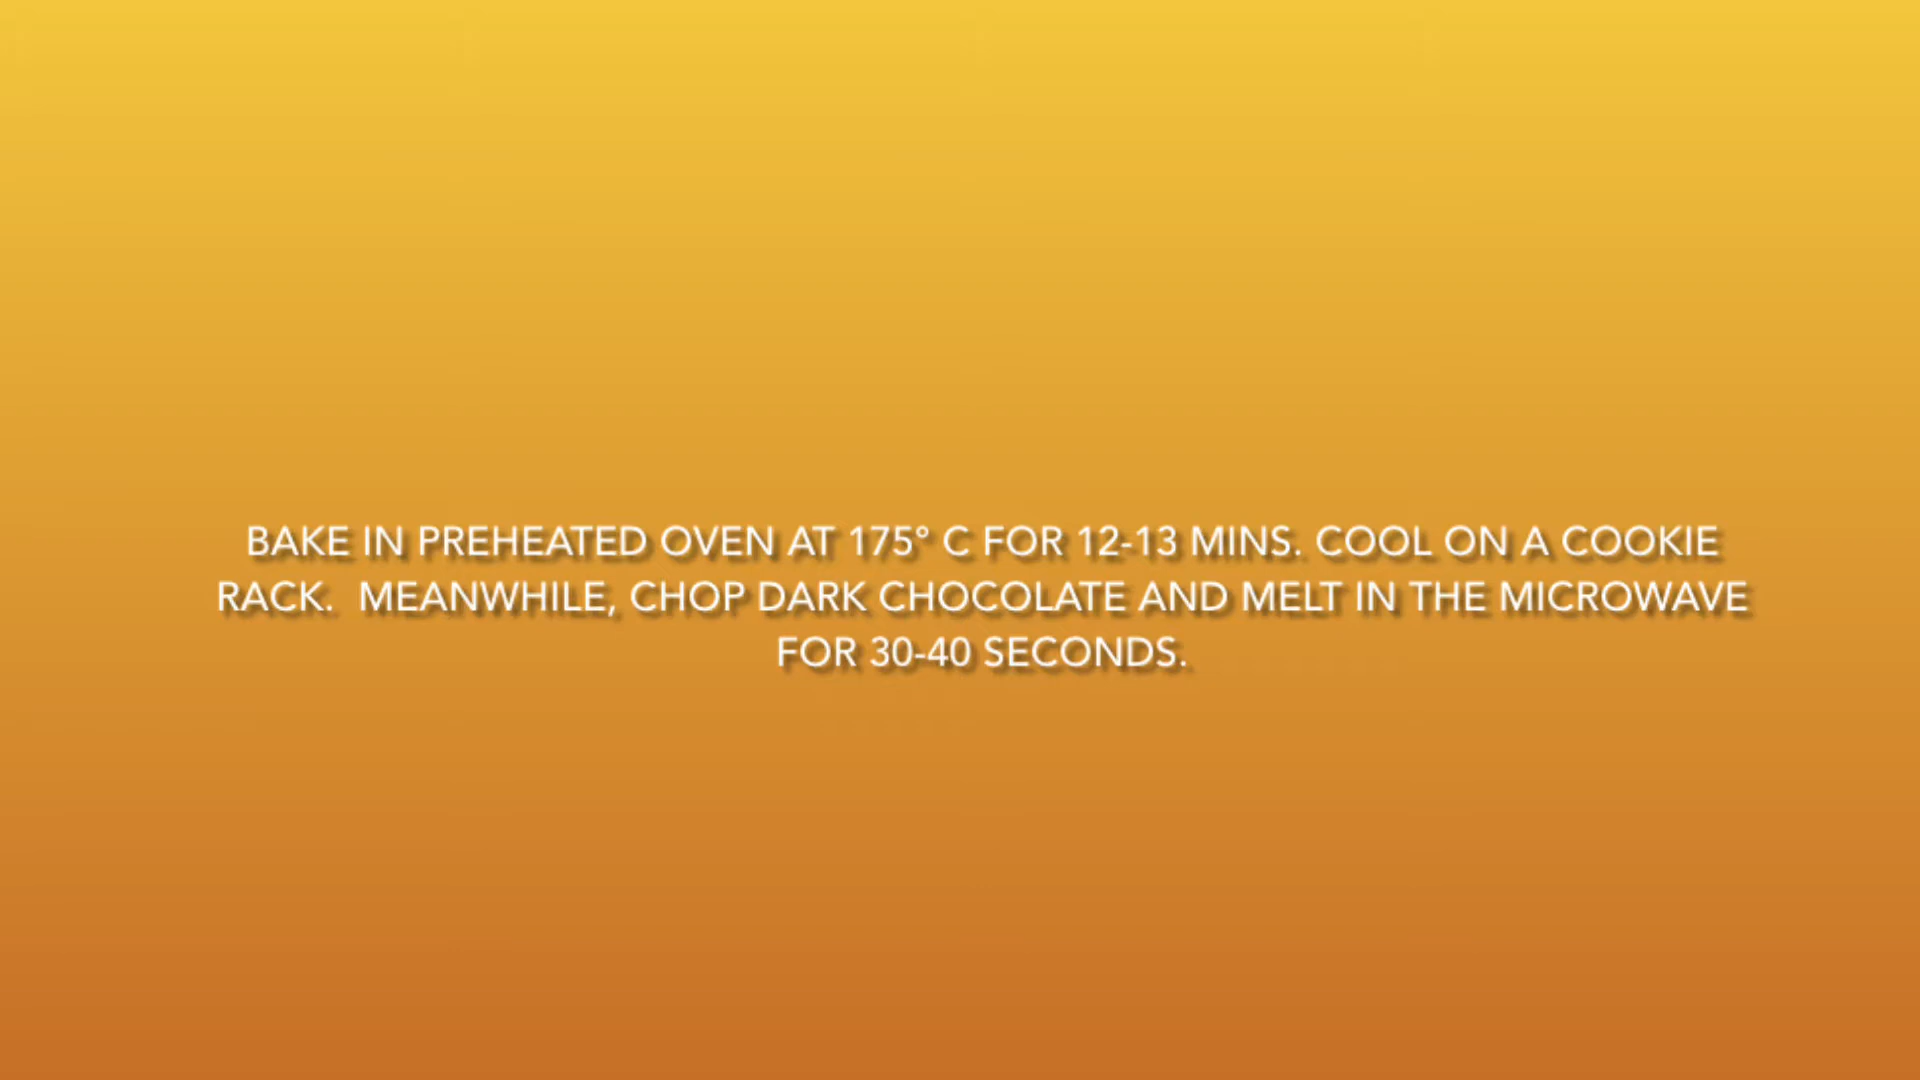 BAKE IN PREHEATED OVEN AT 175° C FOR 12-13 MINS. COOL ON A COOKIE
RACK.  MEANWHILE, CHOP DARK CHOCOLATE AND MELT IN THE MICROWAVE
FOR 30-40 SECONDS.